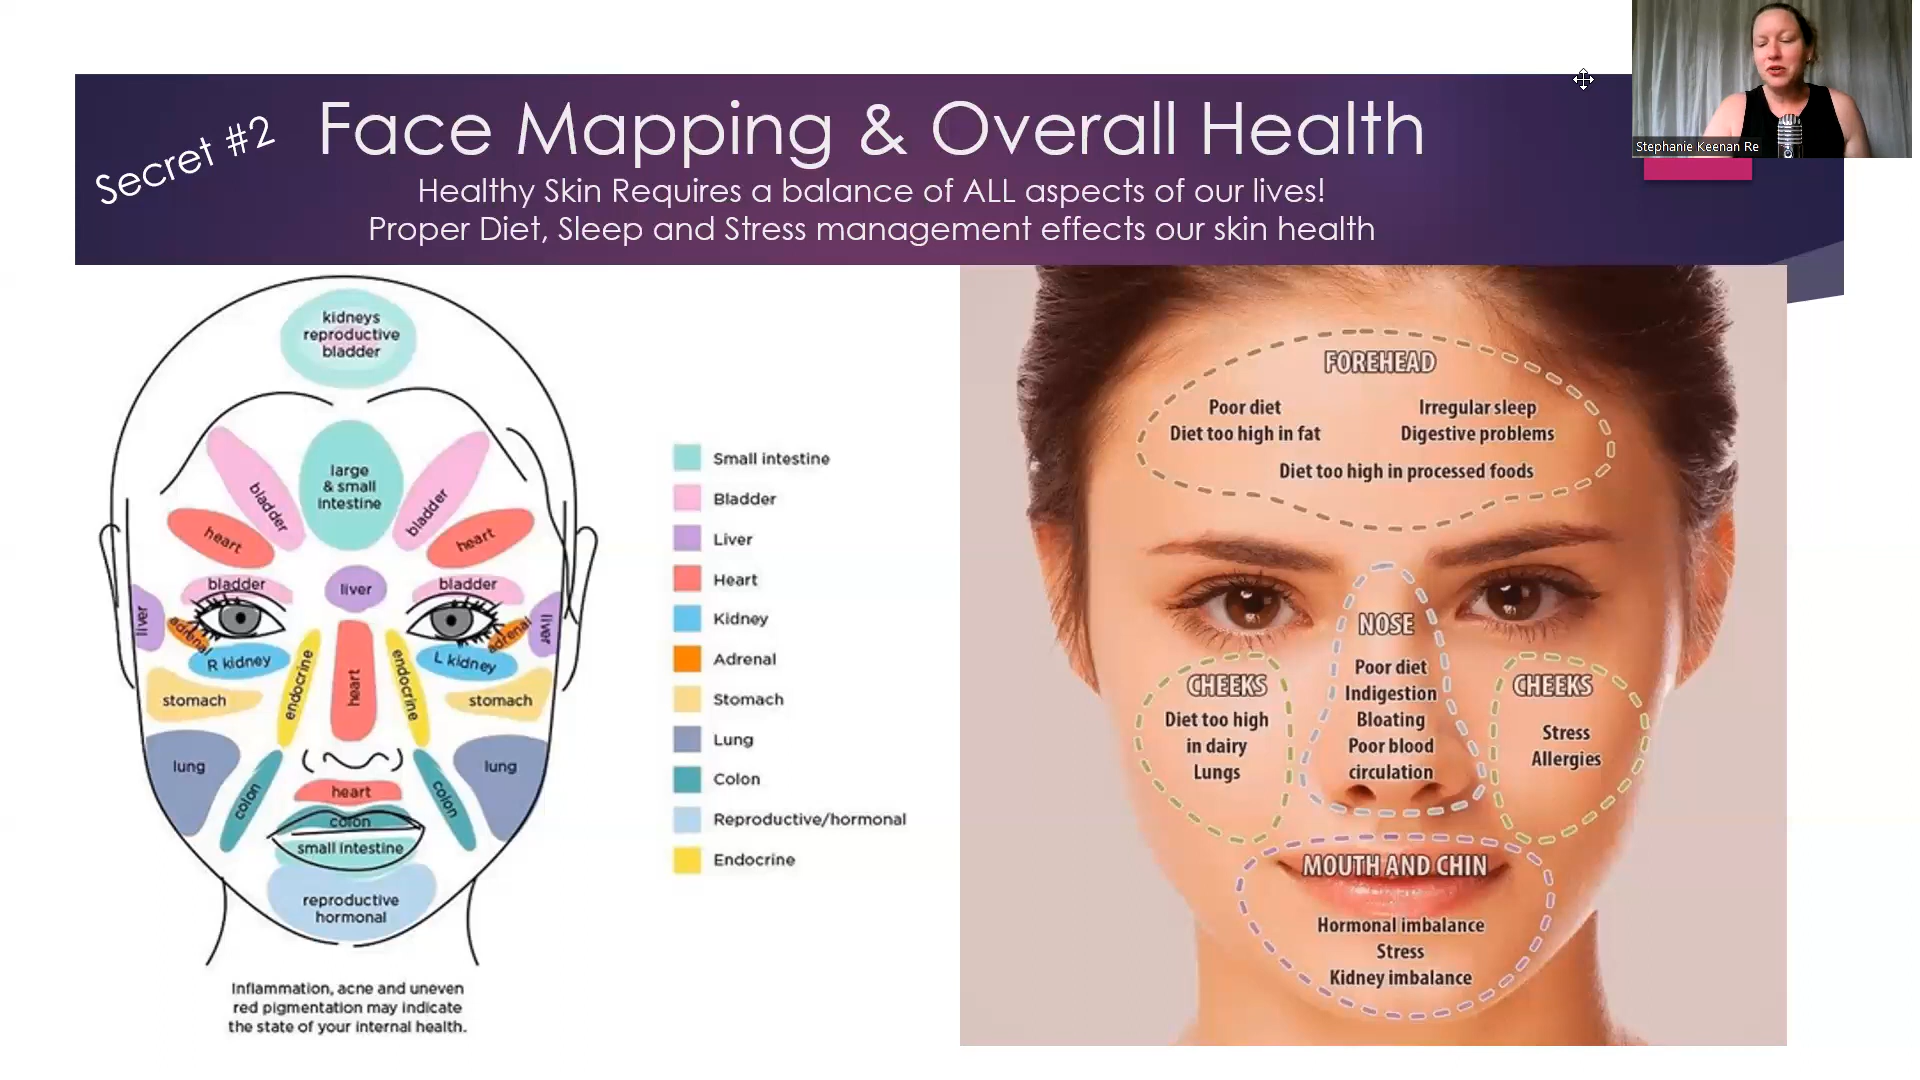 Secret #2
Face Mapping & Overall Health
Healthy Skin Requires a balance of ALL aspects of our lives!
Proper Diet, Sleep and Stress management effects our skin health
Stephanie Keenan Re
kidneys
reproductive
bladder
large
& small
intestine
bladder
bladder
heart
heart
bladder
liver
bladder
liver
adrenal
adrenal
liver
R kidney
L kidney
endocrine
heart
endocrine
stomach
stomach
lung
lung
colon
colon
heart
colon
small intestine
reproductive
hormonal
Inflammation, acne and uneven
red pigmentation may indicate
the state of your internal health.
Small intestine
Bladder
Liver
Heart
Kidney
Adrenal
Stomach
Lung
Colon
Reproductive/hormonal
Endocrine
FOREHEAD
Poor diet
Diet too high in fat
Irregular sleep
Digestive problems
Diet too high in processed foods
NOSE
Poor diet
Indigestion
Bloating
Poor blood
circulation
CHEEKS
Diet too high
in dairy
Lungs
CHEEKS
Stress
Allergies
MOUTH AND CHIN
Hormonal imbalance
Stress
Kidney imbalance